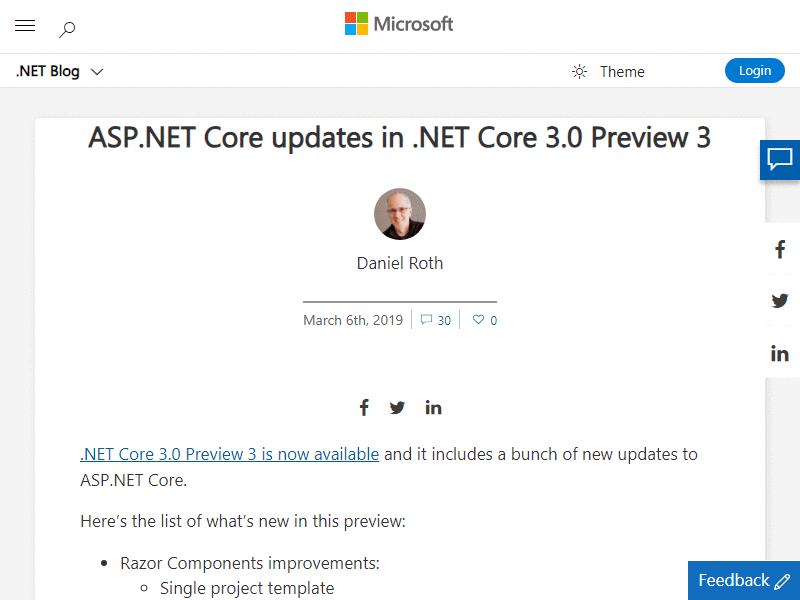 Microsoft
.NET Blog
Theme
Login
ASP.NET Core updates in .NET Core 3.0 Preview 3
Daniel Roth
March 6th, 2019 30 0
.NET Core 3.0 Preview 3 is now available and it includes a bunch of new updates to
ASP.NET Core.
Here’s the list of what’s new in this preview:
Razor Components improvements:
Single project template
Feedback